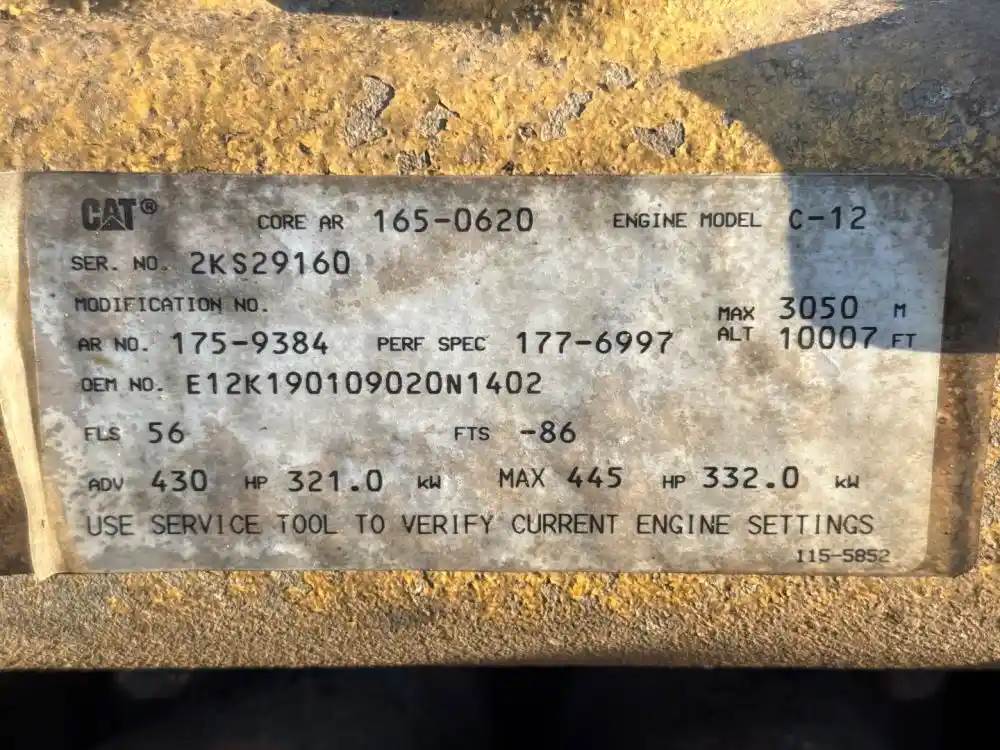 CAT® CORE AR 165-0620 ENGINE MODEL C-12
SER. NO. 2KS29160
MODIFICATION NO.
MAX ALT 3050 M 10007 FT
AR NO. 175-9384 PERF SPEC 177-6997
OEM NO. E12K190109020N1402
FLS 56 FTS -86
ADV 430 HP 321.0 kW MAX 445 HP 332.0 kW
USE SERVICE TOOL TO VERIFY CURRENT ENGINE SETTINGS
115-5852